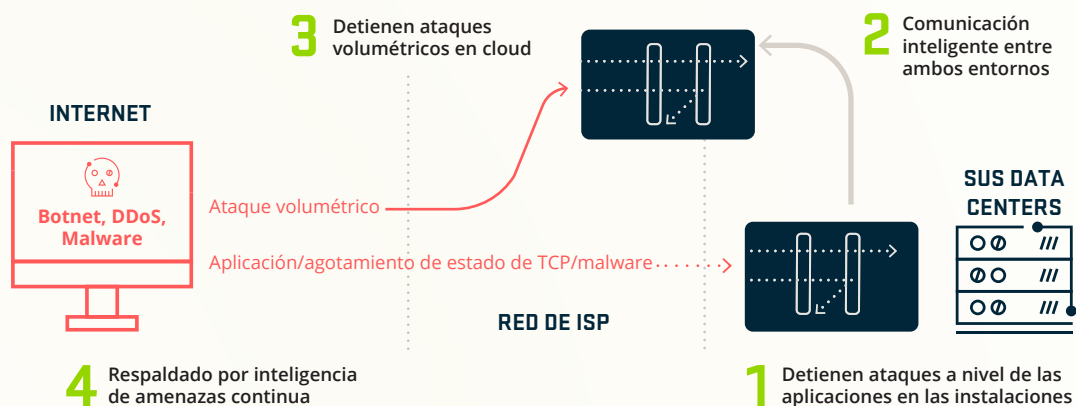 3
Detienen ataques
volumétricos en cloud
2
Comunicación
inteligente entre
ambos entornos
INTERNET
Botnet, DDoS,
Malware
Ataque volumétrico
Aplicación/agotamiento de estado de TCP/malware
SUS DATA
CENTERS
RED DE ISP
4
Respaldado por inteligencia
de amenazas continua
1
Detienen ataques a nivel de las
aplicaciones en las instalaciones